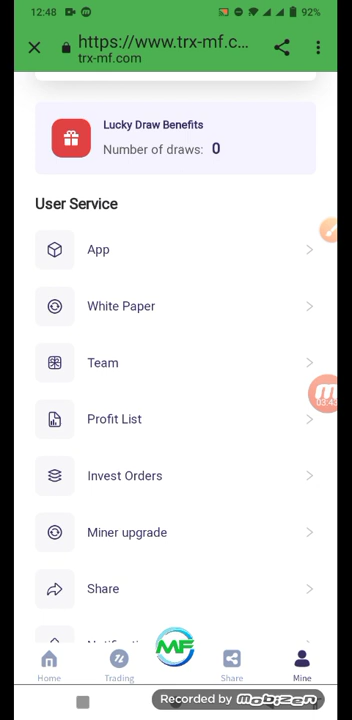 12:48
92%
https://www.trx-mf.c...
trx-mf.com
Lucky Draw Benefits
Number of draws: 0
User Service
App
White Paper
Team
Profit List
Invest Orders
Miner upgrade
Share
MF
Home
Trading
Share
Mine
Recorded by mobizen